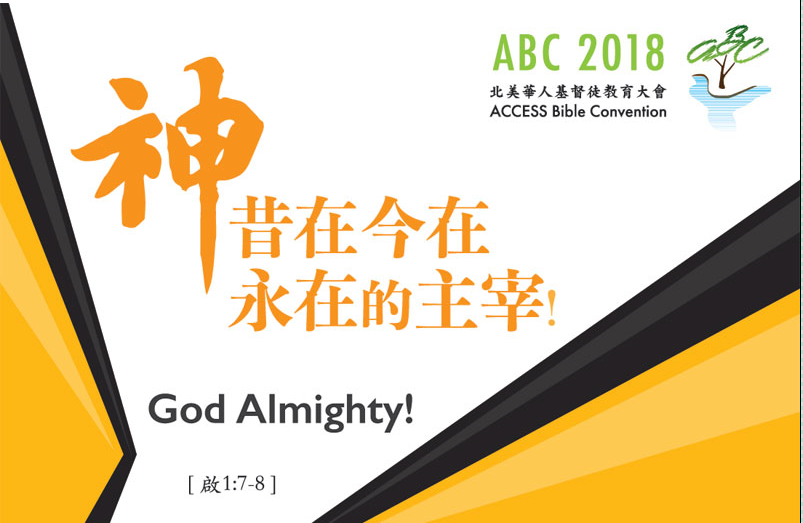 ABC 2018
ABC
北美華人基督徒教育大會
ACCESS Bible Convention
神
昔在今在
永在的主宰!
God Almighty!
[ 啟1:7-8 ]